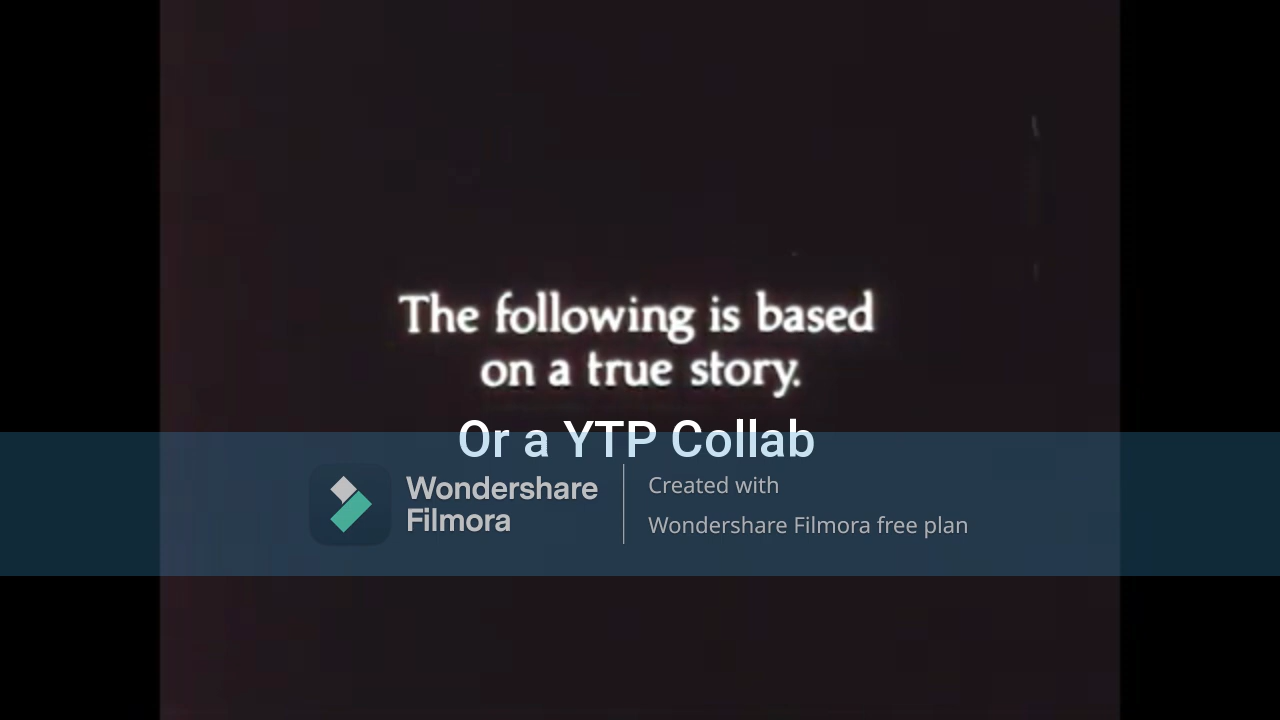 The following is based
on a true story.
Or a YTP Collab
Wondershare
Filmora
Created with
Wondershare Filmora free plan